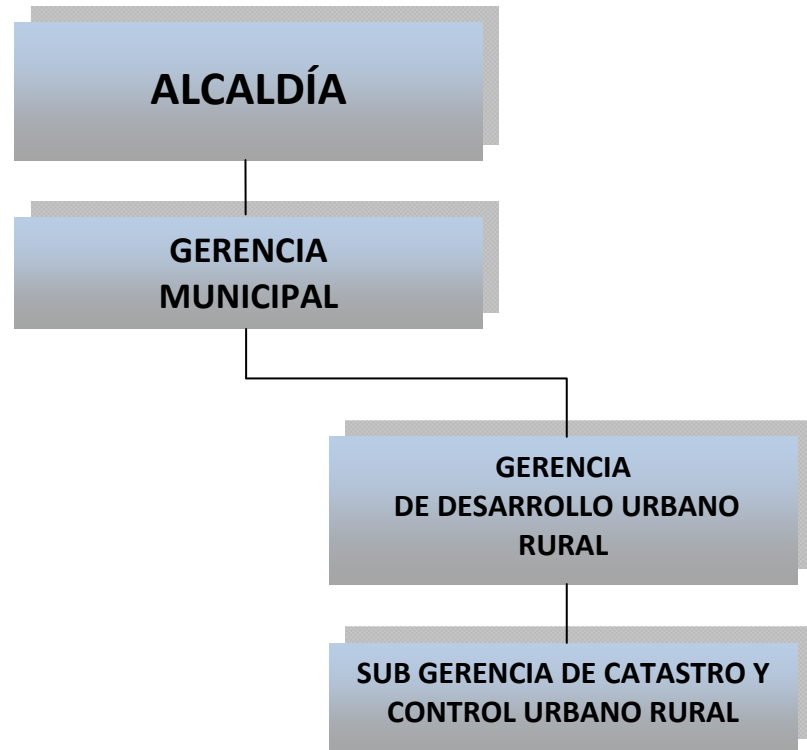 ALCALDÍA
GERENCIA
MUNICIPAL
GERENCIA
DE DESARROLLO URBANO
RURAL
SUB GERENCIA DE CATASTRO Y
CONTROL URBANO RURAL